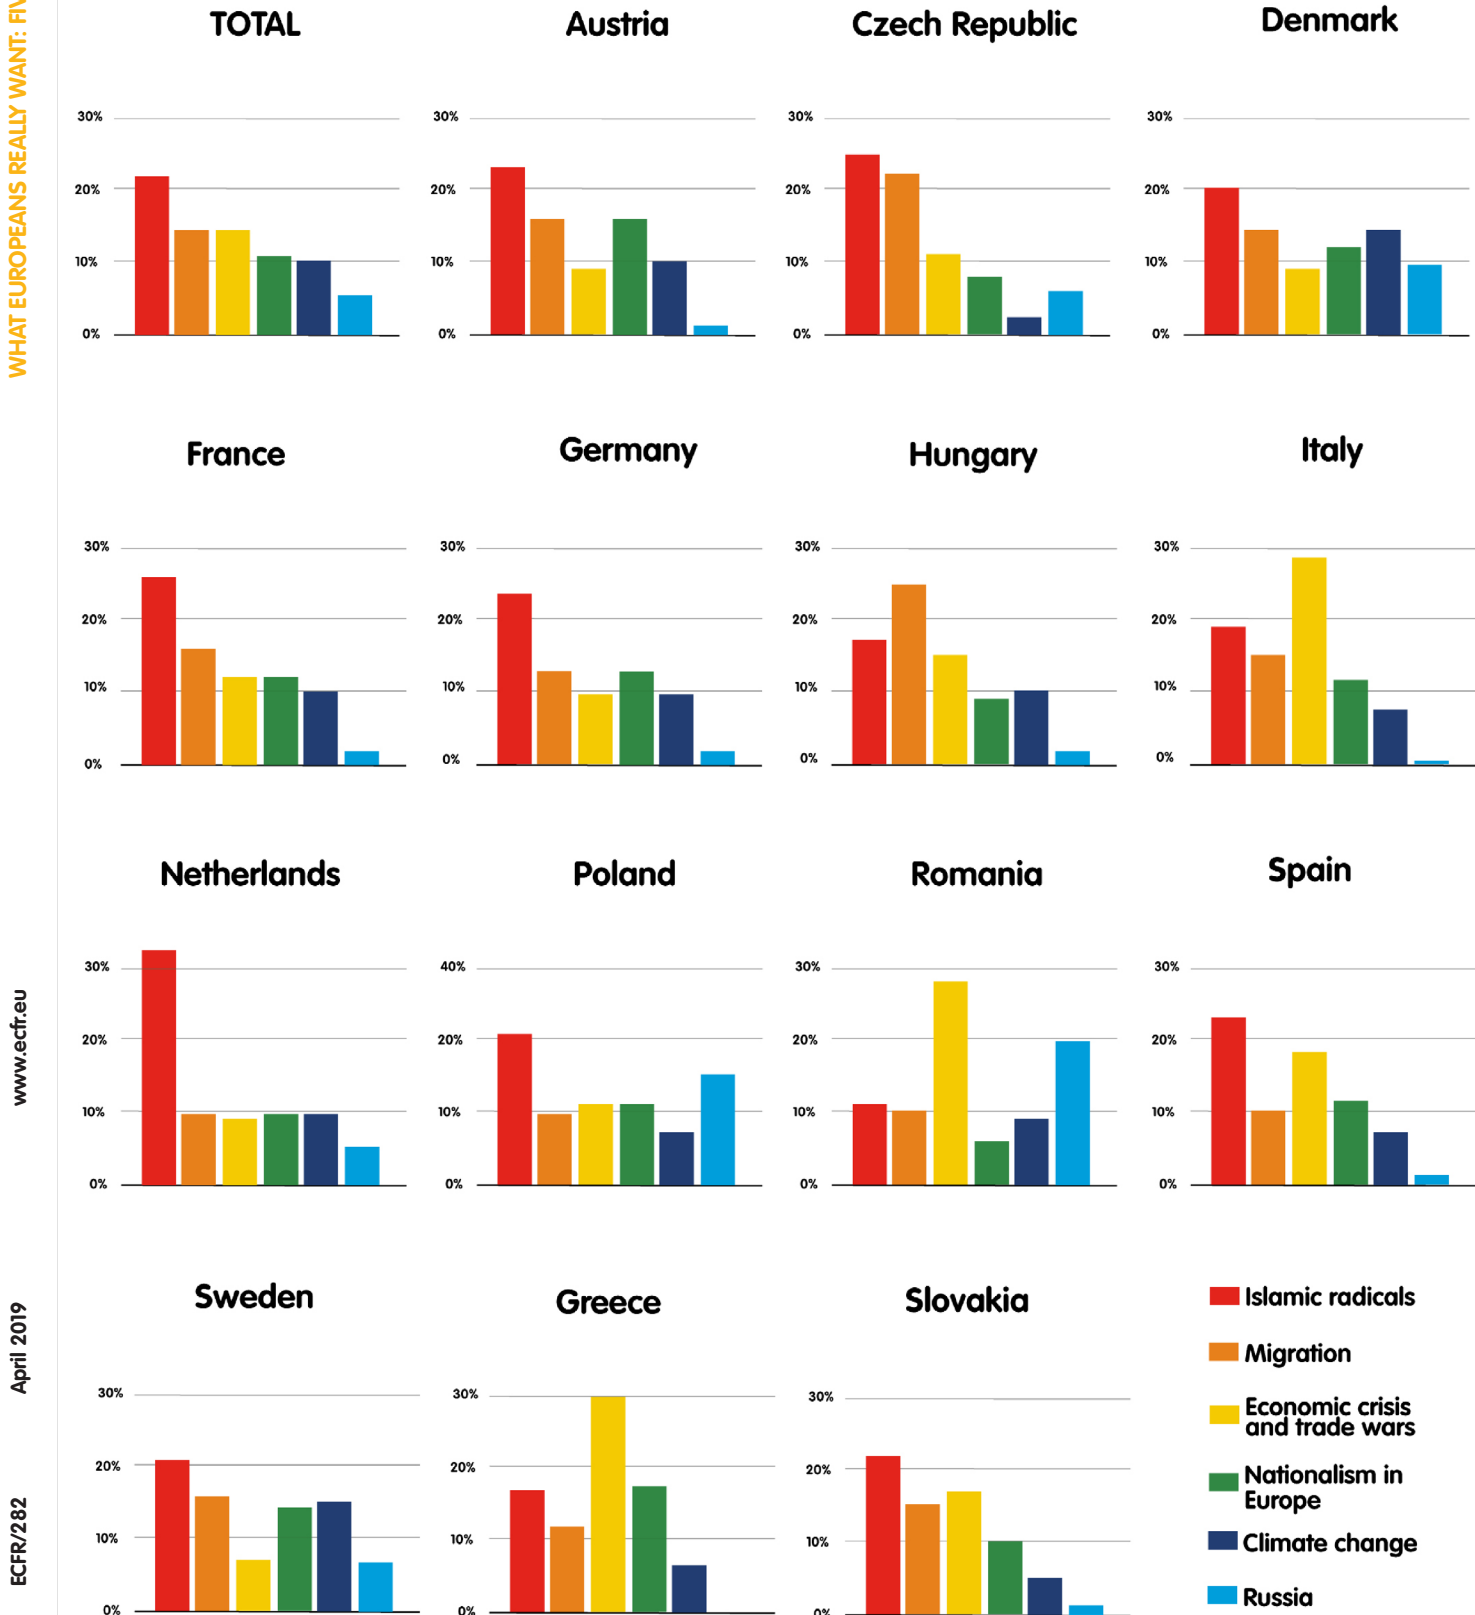 WHAT EUROPEANS REALLY WANT: FIV
www.ecfr.eu
April 2019
ECFR/282
TOTAL
30%
20%
10%
0%
Austria
30%
20%
10%
0%
Czech Republic
30%
20%
10%
0%
Denmark
30%
20%
10%
0%
France
30%
20%
10%
0%
Germany
30%
20%
10%
0%
Hungary
30%
20%
10%
0%
Italy
30%
20%
10%
0%
Netherlands
30%
20%
10%
0%
Poland
40%
20%
10%
0%
Romania
30%
20%
10%
0%
Spain
30%
20%
10%
0%
Sweden
30%
20%
10%
0%
Greece
30%
20%
10%
0%
Slovakia
30%
20%
10%
0%
Islamic radicals
Migration
Economic crisis
and trade wars
Nationalism in
Europe
Climate change
Russia